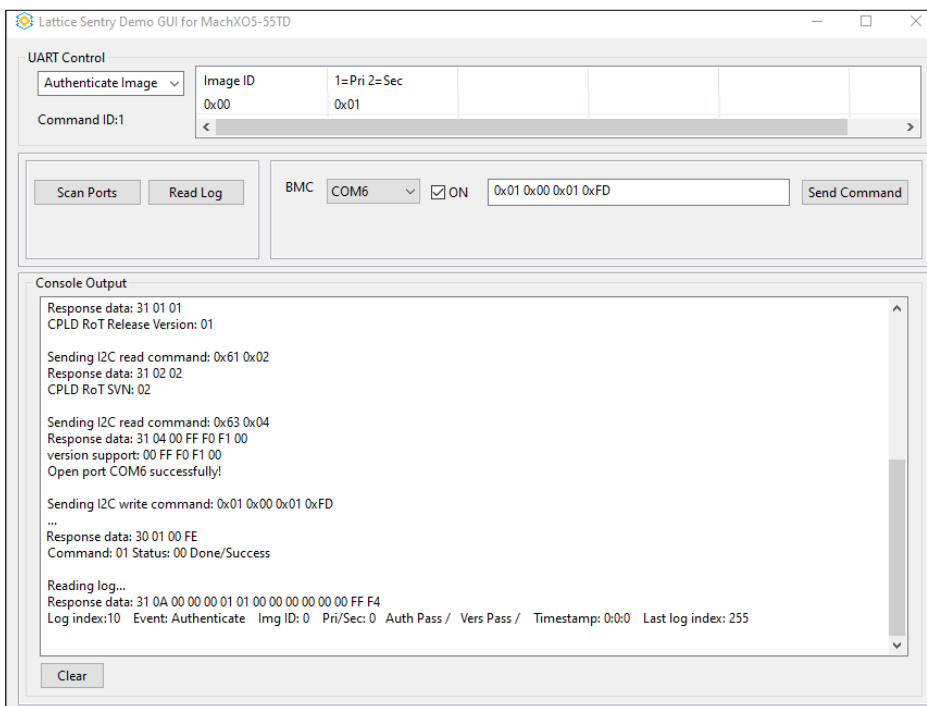 Lattice Sentry Demo GUI for MachXO5-55TD
UART Control
Authenticate Image
Image ID 1=Pri 2=Sec
0x00 0x01
Command ID:1
Scan Ports Read Log BMC COM6 ON 0x01 0x00 0x01 0xFD Send Command
Console Output
Response data: 31 01 01
CPLD RoT Release Version: 01
Sending I2C read command: 0x61 0x02
Response data: 31 02 02
CPLD RoT SVN: 02
Sending I2C read command: 0x63 0x04
Response data: 31 04 00 FF F0 F1 00
version support: 00 FF F0 F1 00
Open port COM6 successfully!
Sending I2C write command: 0x01 0x00 0x01 0xFD
...
Response data: 30 01 00 FE
Command: 01 Status: 00 Done/Success
Reading log...
Response data: 31 0A 00 00 00 01 01 00 00 00 00 00 00 FF F4
Log index:10 Event: Authenticate Img ID: 0 Pri/Sec: 0 Auth Pass / Vers Pass / Timestamp: 0:0:0 Last log index: 255
Clear